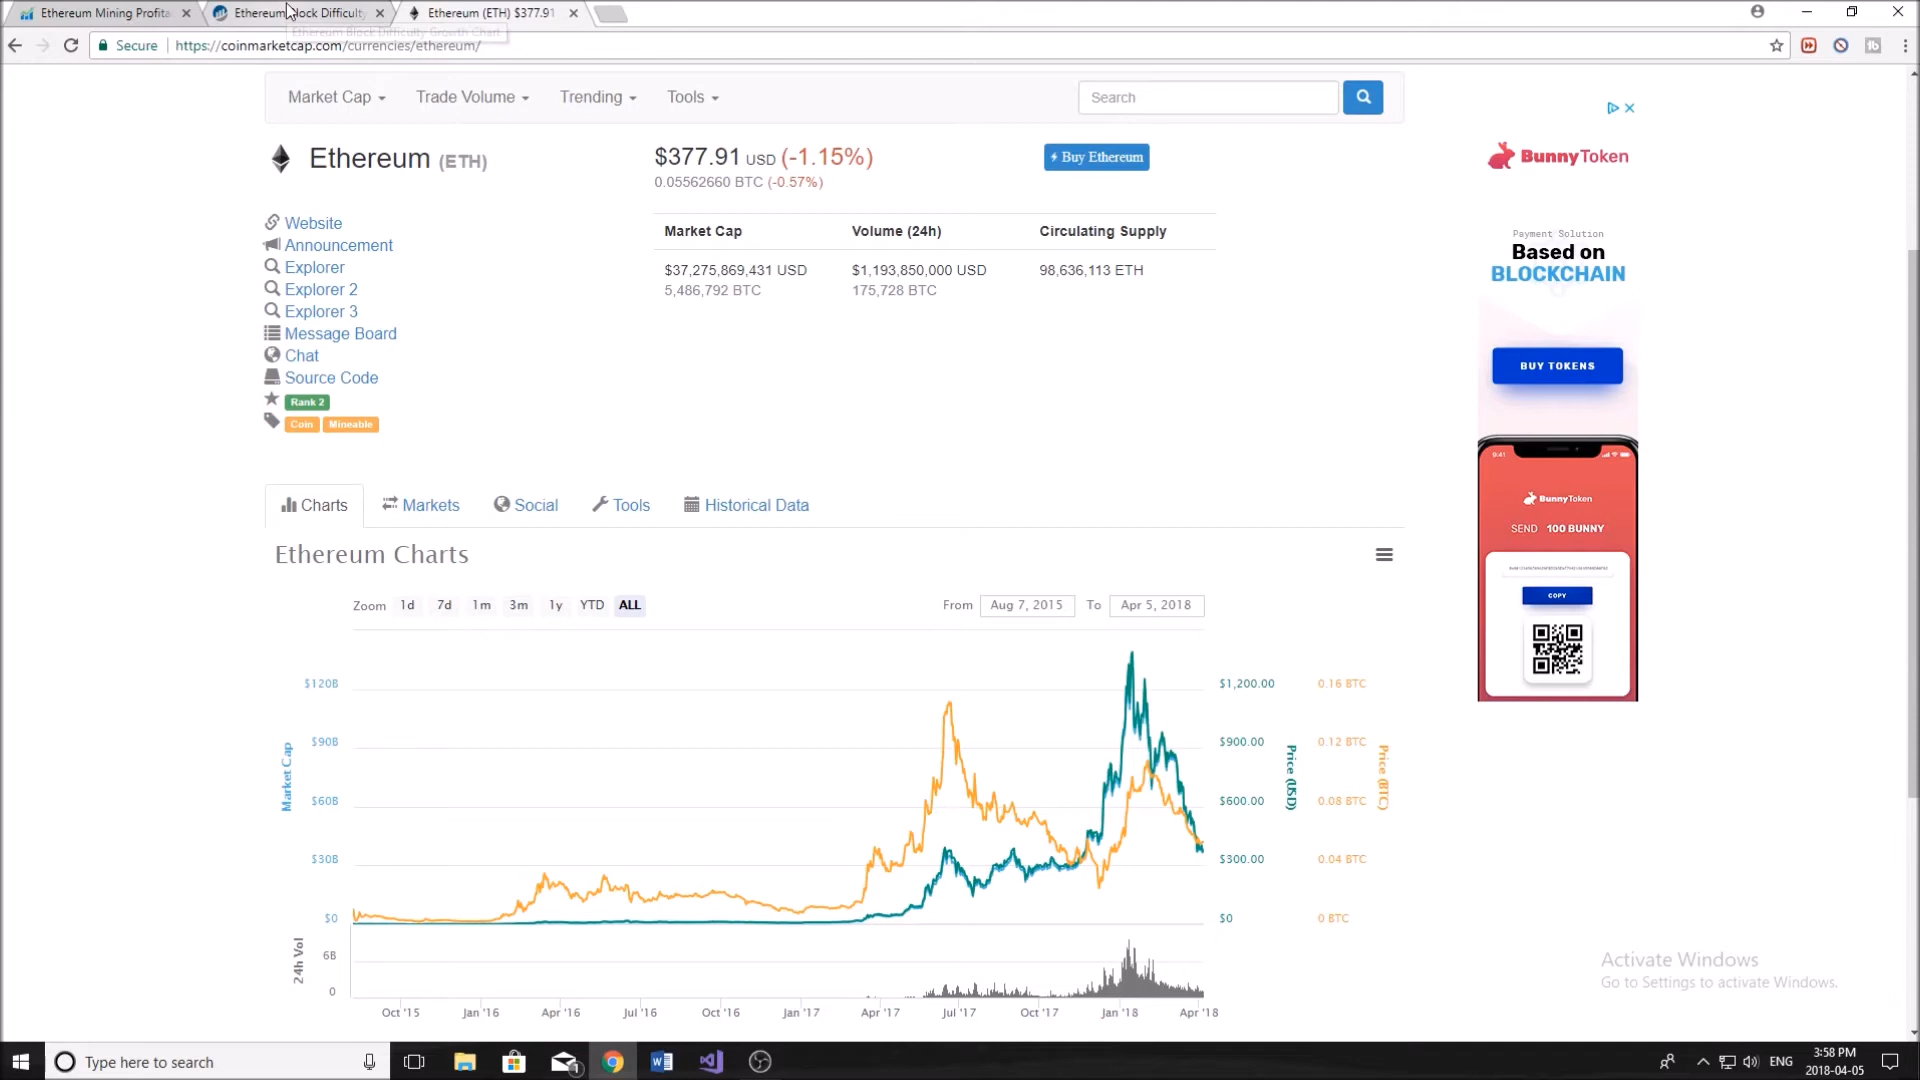 Ethereum Mining Profita
Ethereum Block Difficulty
Ethereum (ETH) $377.91
Ethereum Block Difficulty Growth Chart
Secure
https://coinmarketcap.com/currencies/ethereum/
Market Cap
Trade Volume
Trending
Tools
Search
Ethereum (ETH)
$377.91 USD (-1.15%)
0.05562660 BTC (-0.57%)
Buy Ethereum
Website
Announcement
Explorer
Explorer 2
Explorer 3
Message Board
Chat
Source Code
Rank 2
Coin Mineable
Market Cap Volume (24h) Circulating Supply
$37,275,869,431 USD $1,193,850,000 USD 98,636,113 ETH
5,486,792 BTC 175,728 BTC
BunnyToken
Payment Solution
Based on
BLOCKCHAIN
BUY TOKENS
9:41
BunnyToken
SEND 100 BUNNY
COPY
Charts
Markets
Social
Tools
Historical Data
Ethereum Charts
Zoom 1d 7d 1m 3m 1y YTD ALL
From Aug 7, 2015 To Apr 5, 2018
$120B
$90B
$60B
$30B
$0
Market Cap
$1,200.00
$900.00
$600.00
$300.00
$0
Price (USD)
0.16 BTC
0.12 BTC
0.08 BTC
0.04 BTC
0 BTC
Price (BTC)
24h Vol
6B
0
Oct '15 Jan '16 Apr '16 Jul '16 Oct '16 Jan '17 Apr '17 Jul '17 Oct '17 Jan '18 Apr '18
Activate Windows
Go to Settings to activate Windows.
Type here to search
ENG
3:58 PM
2018-04-05